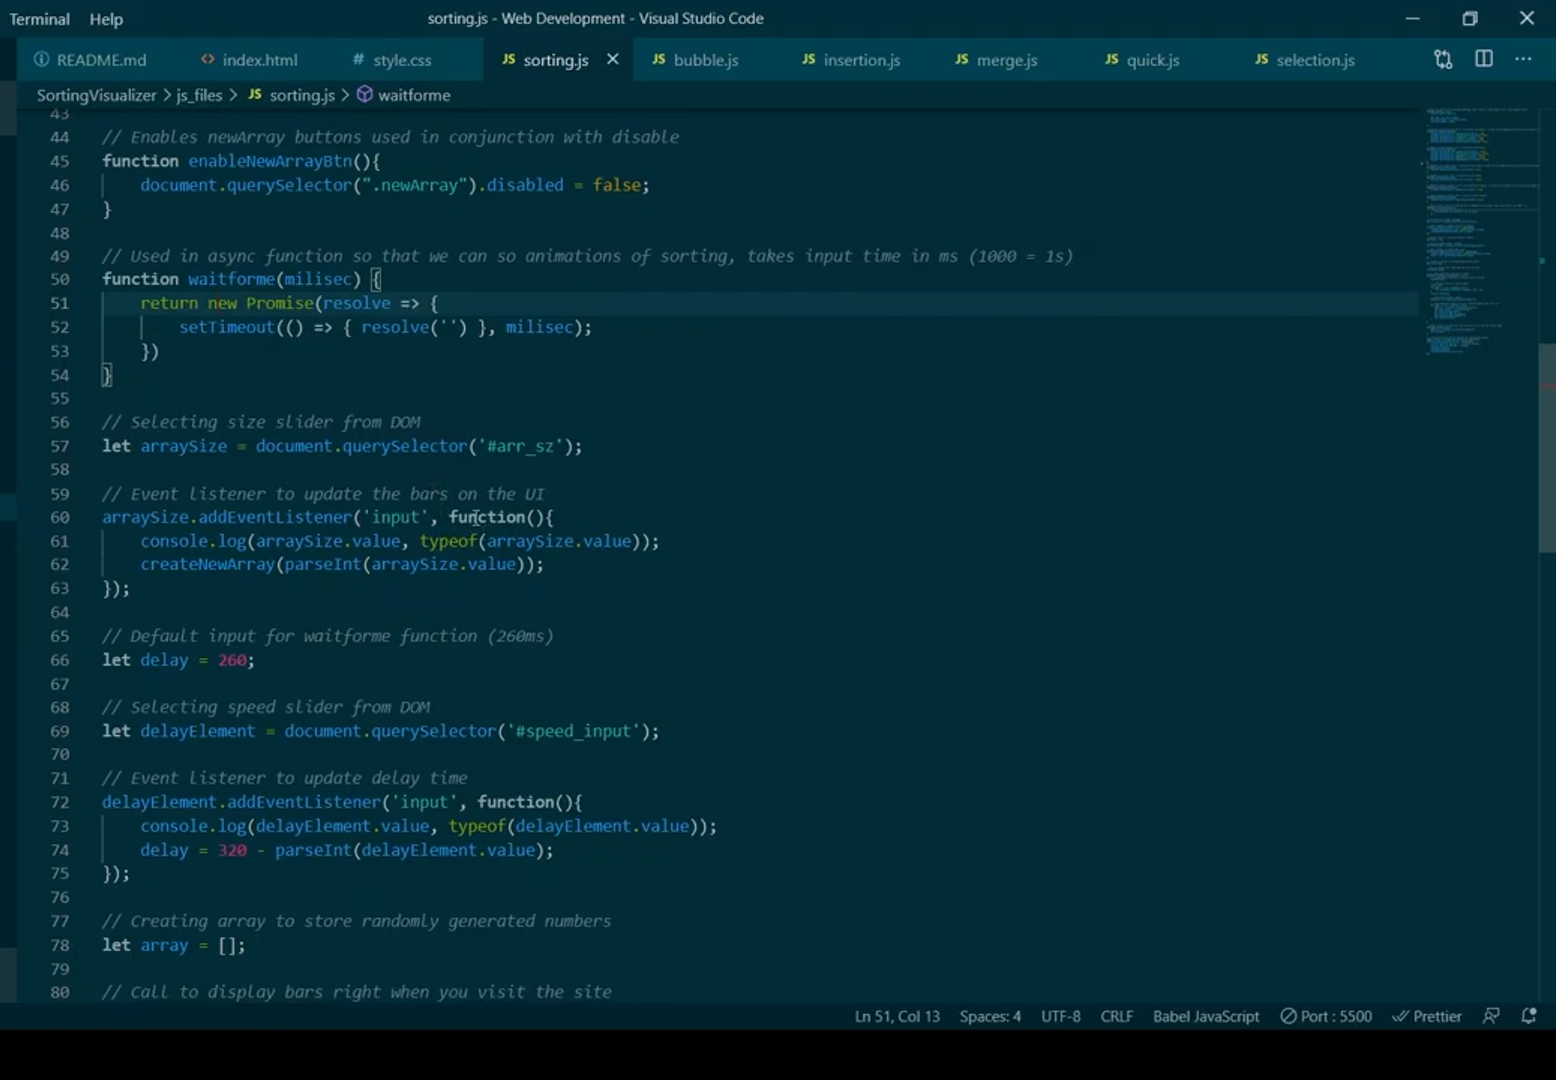 Terminal Help sorting.js - Web Development - Visual Studio Code
README.md index.html style.css JS sorting.js JS bubble.js JS insertion.js JS merge.js JS quick.js JS selection.js
SortingVisualizer > js_files > JS sorting.js > waitforme
43
44 // Enables newArray buttons used in conjunction with disable
45 function enableNewArrayBtn(){
46 document.querySelector(".newArray").disabled = false;
47 }
48
49 // Used in async function so that we can so animations of sorting, takes input time in ms (1000 = 1s)
50 function waitforme(milisec) {
51 return new Promise(resolve => {
52 setTimeout(() => { resolve('') }, milisec);
53 })
54 }
55
56 // Selecting size slider from DOM
57 let arraySize = document.querySelector('#arr_sz');
58
59 // Event listener to update the bars on the UI
60 arraySize.addEventListener('input', function(){
61 console.log(arraySize.value, typeof(arraySize.value));
62 createNewArray(parseInt(arraySize.value));
63 });
64
65 // Default input for waitforme function (260ms)
66 let delay = 260;
67
68 // Selecting speed slider from DOM
69 let delayElement = document.querySelector('#speed_input');
70
71 // Event listener to update delay time
72 delayElement.addEventListener('input', function(){
73 console.log(delayElement.value, typeof(delayElement.value));
74 delay = 320 - parseInt(delayElement.value);
75 });
76
77 // Creating array to store randomly generated numbers
78 let array = [];
79
80 // Call to display bars right when you visit the site
Ln 51, Col 13 Spaces: 4 UTF-8 CRLF Babel JavaScript Port : 5500 Prettier